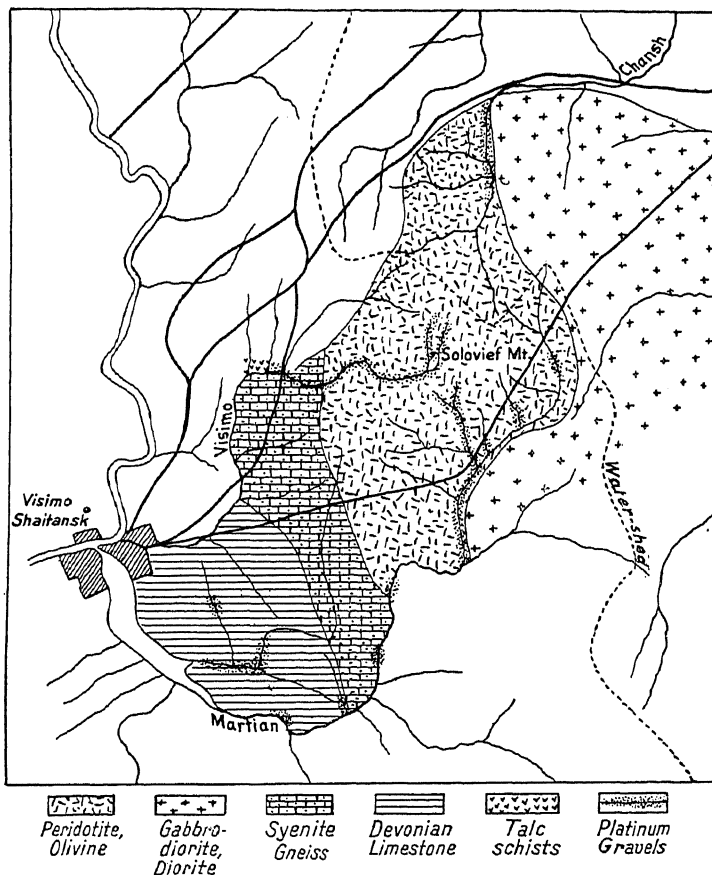 Chansh
Solovief Mt.
Visimo
Visimo
Shaitansk
Water-shed
Martian
Peridotite,
Olivine
Gabbro-
diorite,
Diorite
Syenite
Gneiss
Devonian
Limestone
Talc
schists
Platinum
Gravels